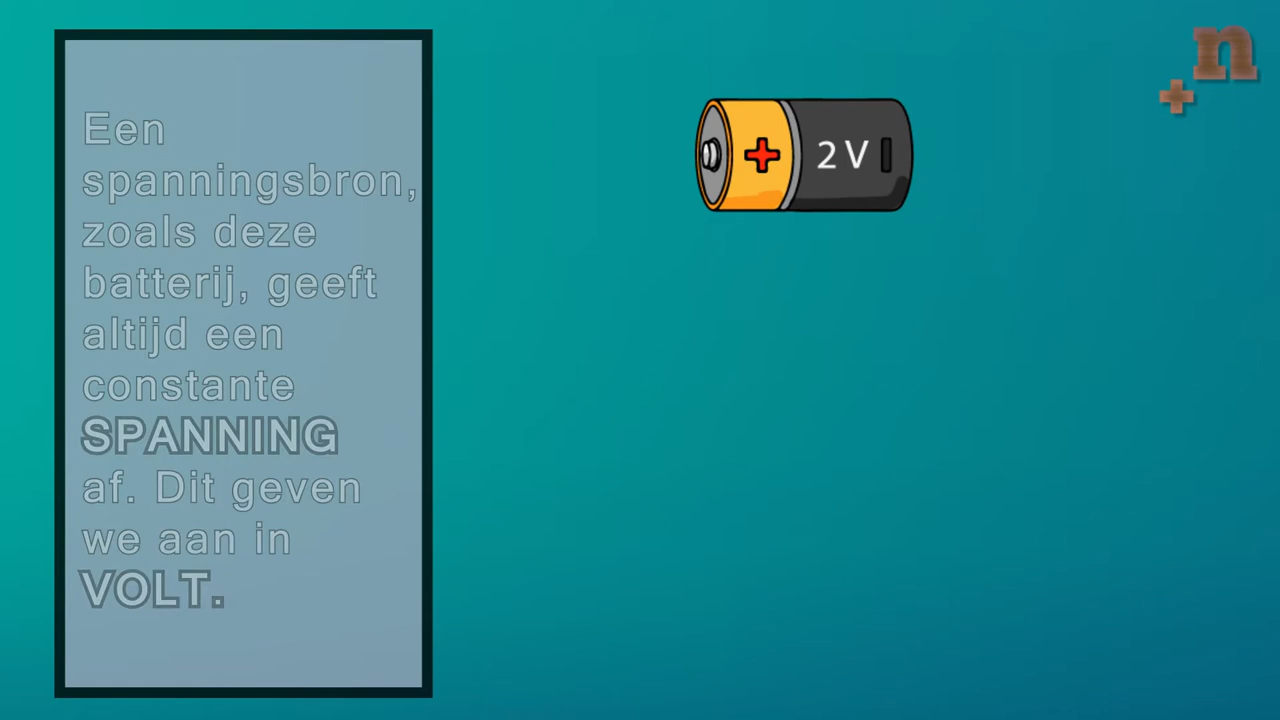 Een
spanningsbron,
zoals deze
batterij, geeft
altijd een
constante
SPANNING
af. Dit geven
we aan in
VOLT.
+ 2 V
n
+